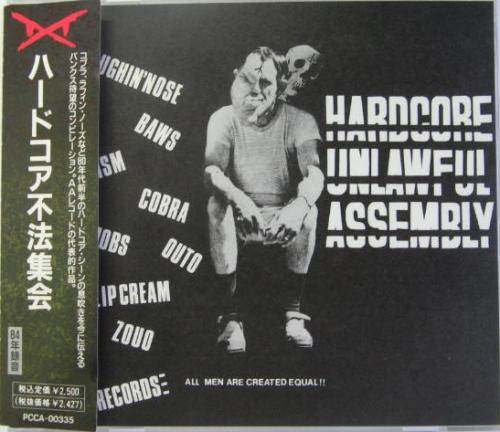 ハードコア不法集会
コブラ、ラフィン・ノーズなど80年代前半のハードコア・シーンの息吹きを今に伝える
パンクス待望のコンピレーション。AAレコードの代表的作品。
84年録音
税込定価¥2,500
(税抜価格¥2,427)
PCCA-00335
UGHIN'NOSE
BAWS
ISM
COBRA
OBS
OUTO
LIP CREAM
ZOUO
RECORDS
ALL MEN ARE CREATED EQUAL!!
HARDCORE
UNLAWFUL
ASSEMBLY